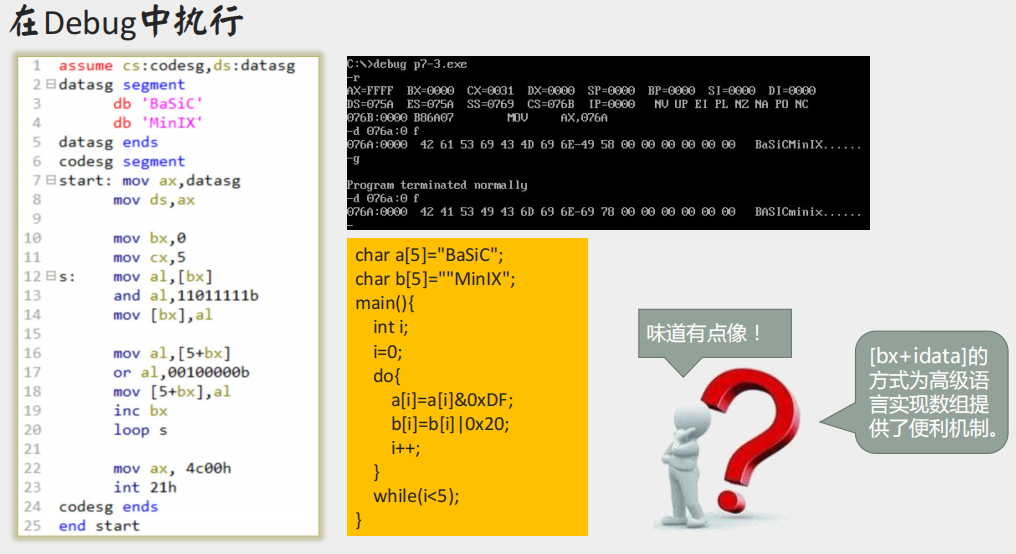 在Debug中执行
1 assume cs:codesg,ds:datasg
2 datasg segment
3 db 'BaSiC'
4 db 'MinIX'
5 datasg ends
6 codesg segment
7 start: mov ax,datasg
8 mov ds,ax
9
10 mov bx,0
11 mov cx,5
12 s: mov al,[bx]
13 and al,11011111b
14 mov [bx],al
15
16 mov al,[5+bx]
17 or al,00100000b
18 mov [5+bx],al
19 inc bx
20 loop s
21
22 mov ax, 4c00h
23 int 21h
24 codesg ends
25 end start
C:\>debug p7-3.exe
-r
AX=FFFF BX=0000 CX=0031 DX=0000 SP=0000 BP=0000 SI=0000 DI=0000
DS=075A ES=075A SS=0769 CS=076B IP=0000 NV UP EI PL NZ NA PO NC
076B:0000 B86A07 MOV AX,076A
-d 076a:0 f
076A:0000 42 61 53 69 43 4D 69 6E-49 58 00 00 00 00 00 00 BaSiCMinIX......
-g
Program terminated normally
-d 076a:0 f
076A:0000 42 41 53 49 43 6D 69 6E-69 78 00 00 00 00 00 00 BASICminix......
-
char a[5]="BaSiC";
char b[5]=""MinIX";
main(){
int i;
i=0;
do{
a[i]=a[i]&0xDF;
b[i]=b[i]|0x20;
i++;
}
while(i<5);
}
味道有点像！
[bx+idata]的
方式为高级语
言实现数组提
供了便利机制。